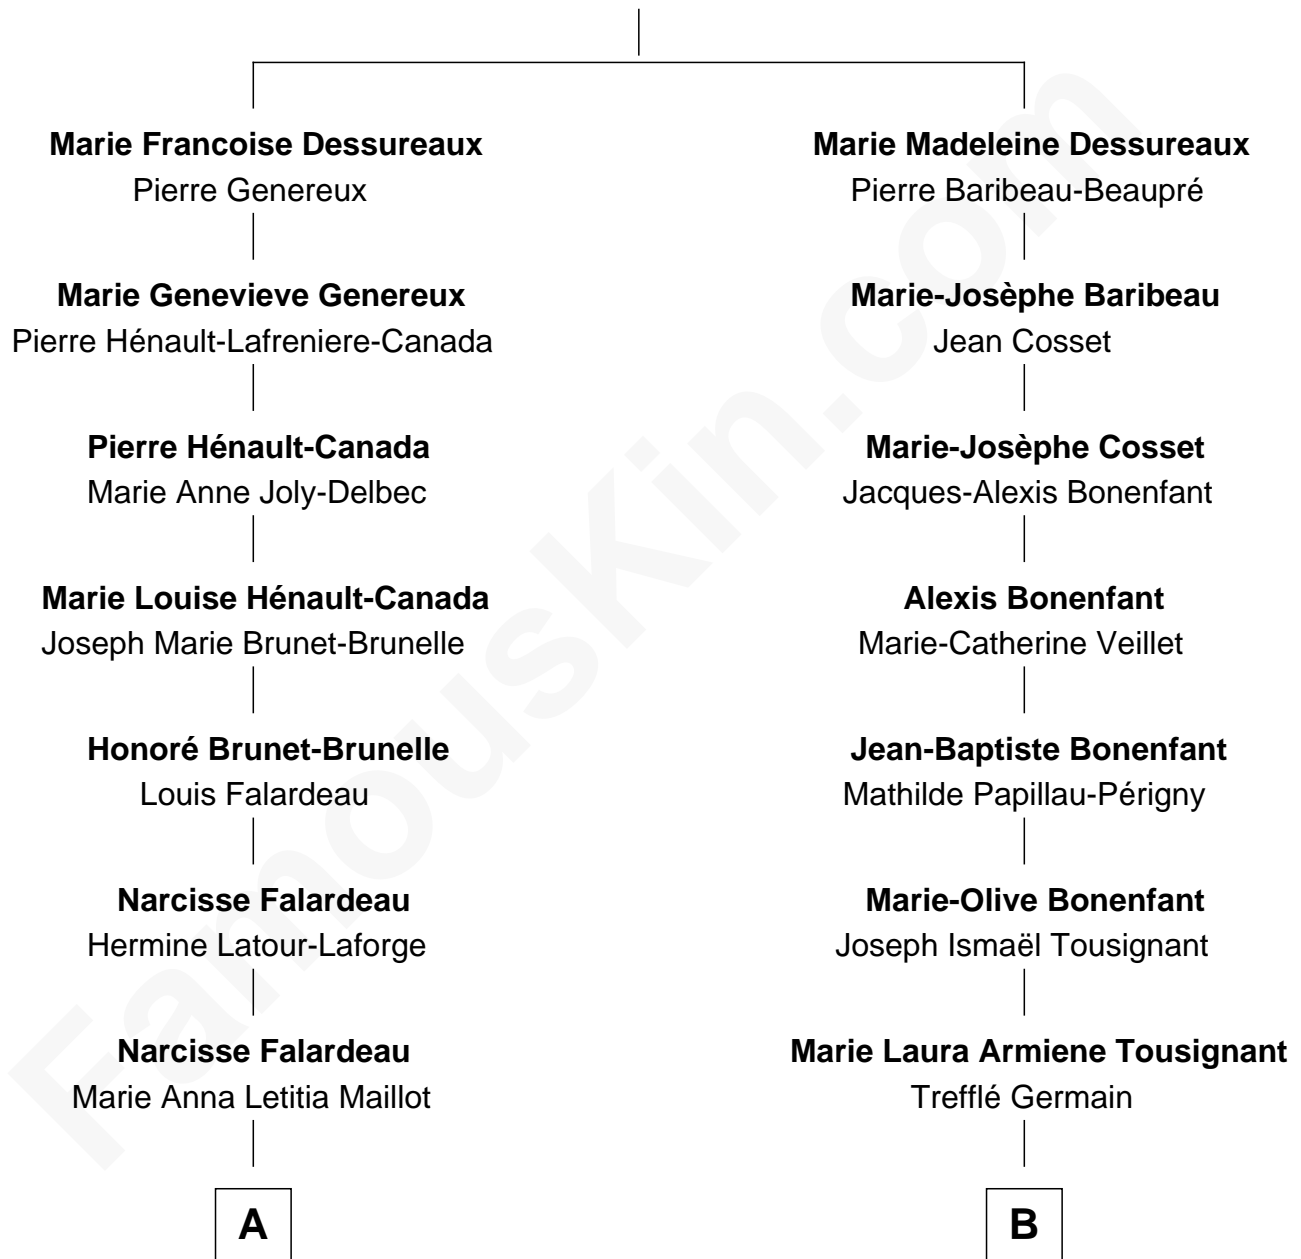 Marie Francoise Dessureaux
Pierre Genereux
Marie Genevieve Genereux
Pierre Hénault-Lafreniere-Canada
Pierre Hénault-Canada
Marie Anne Joly-Delbec
Marie Louise Hénault-Canada
Joseph Marie Brunet-Brunelle
Honoré Brunet-Brunelle
Louis Falardeau
Narcisse Falardeau
Hermine Latour-Laforge
Narcisse Falardeau
Marie Anna Letitia Maillot
A
Marie Madeleine Dessureaux
Pierre Baribeau-Beaupré
Marie-Josèphe Baribeau
Jean Cosset
Marie-Josèphe Cosset
Jacques-Alexis Bonenfant
Alexis Bonenfant
Marie-Catherine Veillet
Jean-Baptiste Bonenfant
Mathilde Papillau-Périgny
Marie-Olive Bonenfant
Joseph Ismaël Tousignant
Marie Laura Armiene Tousignant
Trefflé Germain
B
FamousKin.com